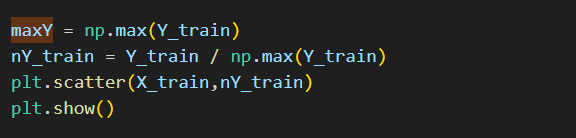 maxY = np.max(Y_train)
nY_train = Y_train / np.max(Y_train)
plt.scatter(X_train,nY_train)
plt.show()